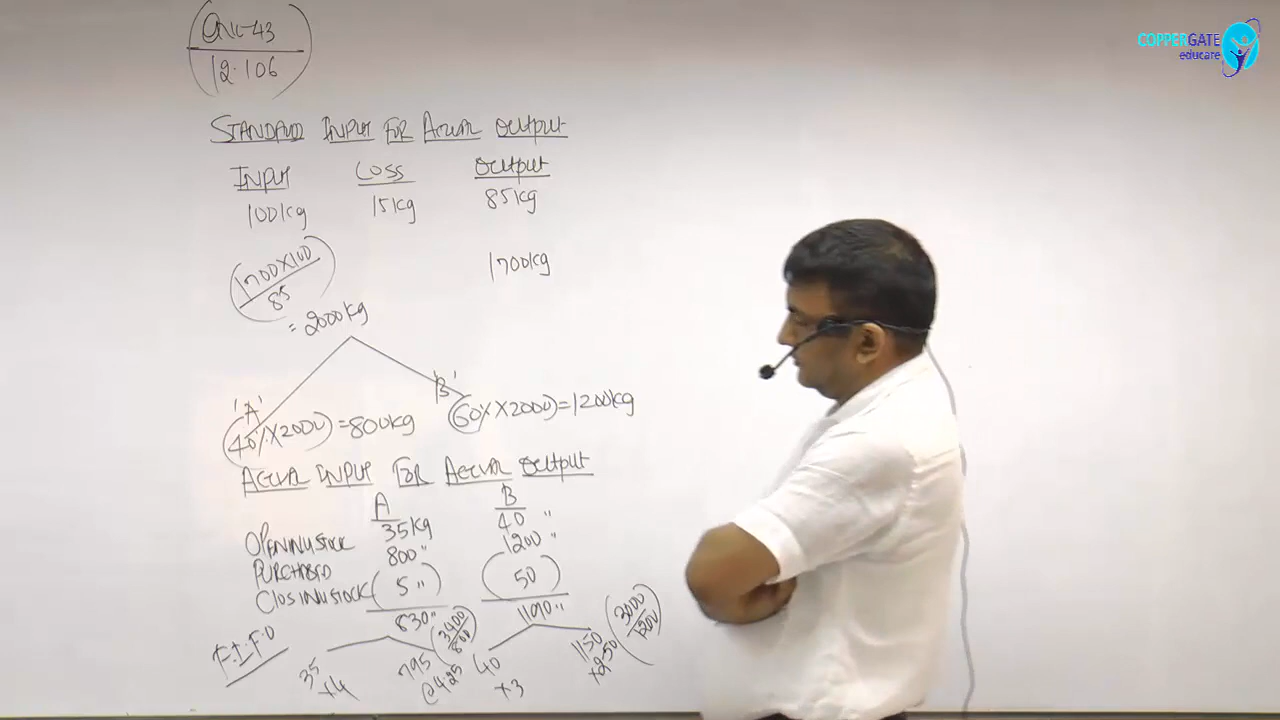 12.106
COPPERGATE
educare
STANDARD INPUT FOR ACTUAL OUTPUT
INPUT LOSS OUTPUT
100kg 15kg 85kg
1700X100
85
1700kg
= 2000kg
'A' 'B'
40% X2000) = 800kg
60% X2000) = 1200kg
ACTUAL INPUT FOR ACTUAL OUTPUT
A B
OPENING STOCK 35kg 40 "
PURCHASED 800" 1200 "
CLOSING STOCK (5 ") (50)
830" 1190"
F.I.F.O
35 X4
795 @4.25
3400
800
40 X3
1150 X2.50
3000
1200